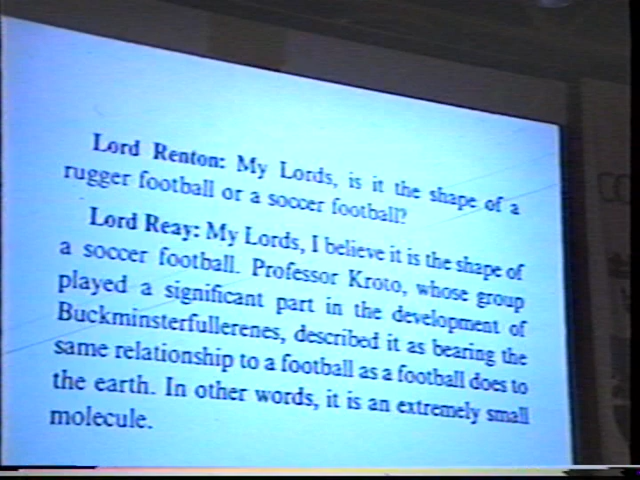 Lord Renton: My Lords, is it the shape of a
rugger football or a soccer football?
Lord Reay: My Lords, I believe it is the shape of
a soccer football. Professor Kroto, whose group
played a significant part in the development of
Buckminsterfullerenes, described it as bearing the
same relationship to a football as a football does to
the earth. In other words, it is an extremely small
molecule.